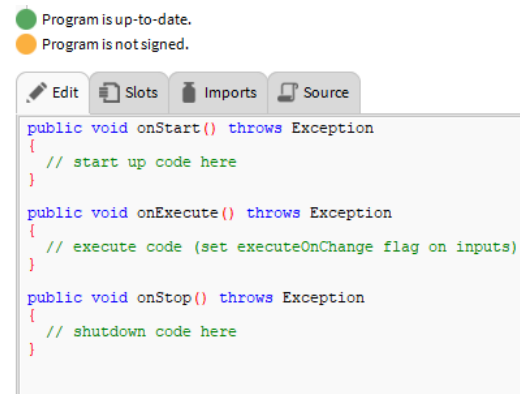 Program is up-to-date.
Program is not signed.
Edit Slots Imports Source
public void onStart() throws Exception
{
  // start up code here
}
public void onExecute() throws Exception
{
  // execute code (set executeOnChange flag on inputs)
}
public void onStop() throws Exception
{
  // shutdown code here
}